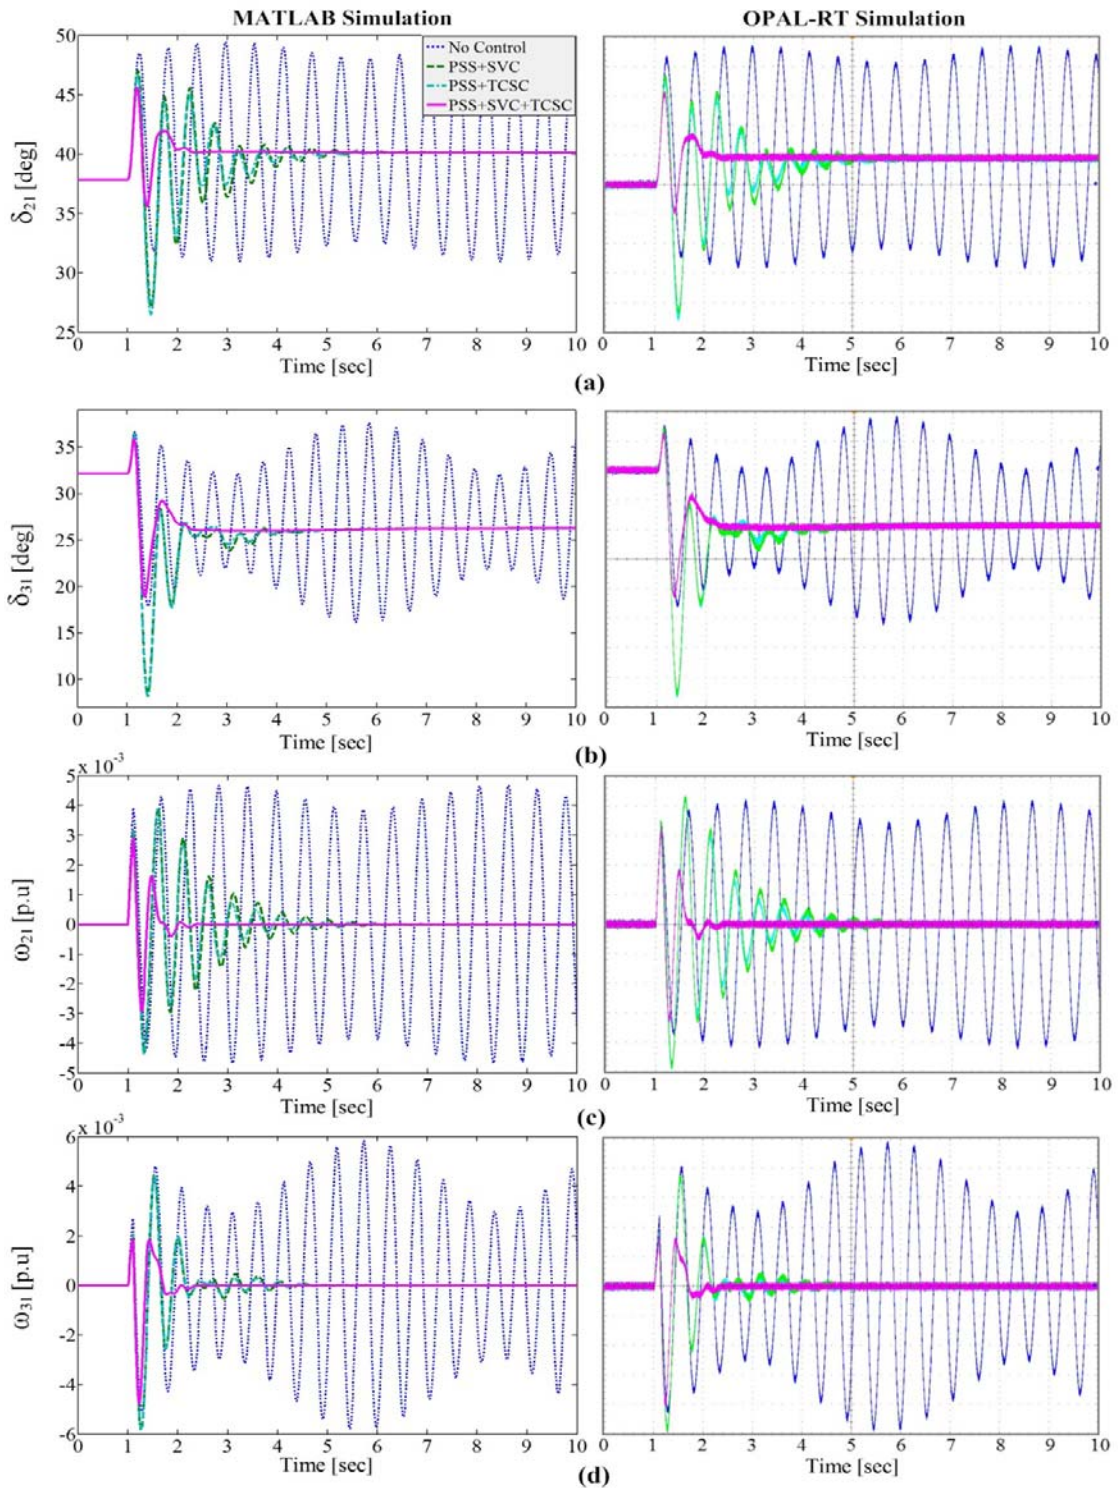 MATLAB Simulation
OPAL-RT Simulation
No Control
PSS+SVC
PSS+TCSC
PSS+SVC+TCSC
50
45
40
35
30
25
δ21 [deg]
0 1 2 3 4 5 6 7 8 9 10
Time [sec]
0 1 2 3 4 5 6 7 8 9 10
Time [sec]
(a)
35
30
25
20
15
10
δ31 [deg]
0 1 2 3 4 5 6 7 8 9 10
Time [sec]
0 1 2 3 4 5 6 7 8 9 10
Time [sec]
(b)
x 10-3
5
4
3
2
1
0
-1
-2
-3
-4
-5
ω21 [p.u]
0 1 2 3 4 5 6 7 8 9 10
Time [sec]
0 1 2 3 4 5 6 7 8 9 10
Time [sec]
(c)
x 10-3
6
4
2
0
-2
-4
-6
ω31 [p.u]
0 1 2 3 4 5 6 7 8 9 10
Time [sec]
0 1 2 3 4 5 6 7 8 9 10
Time [sec]
(d)